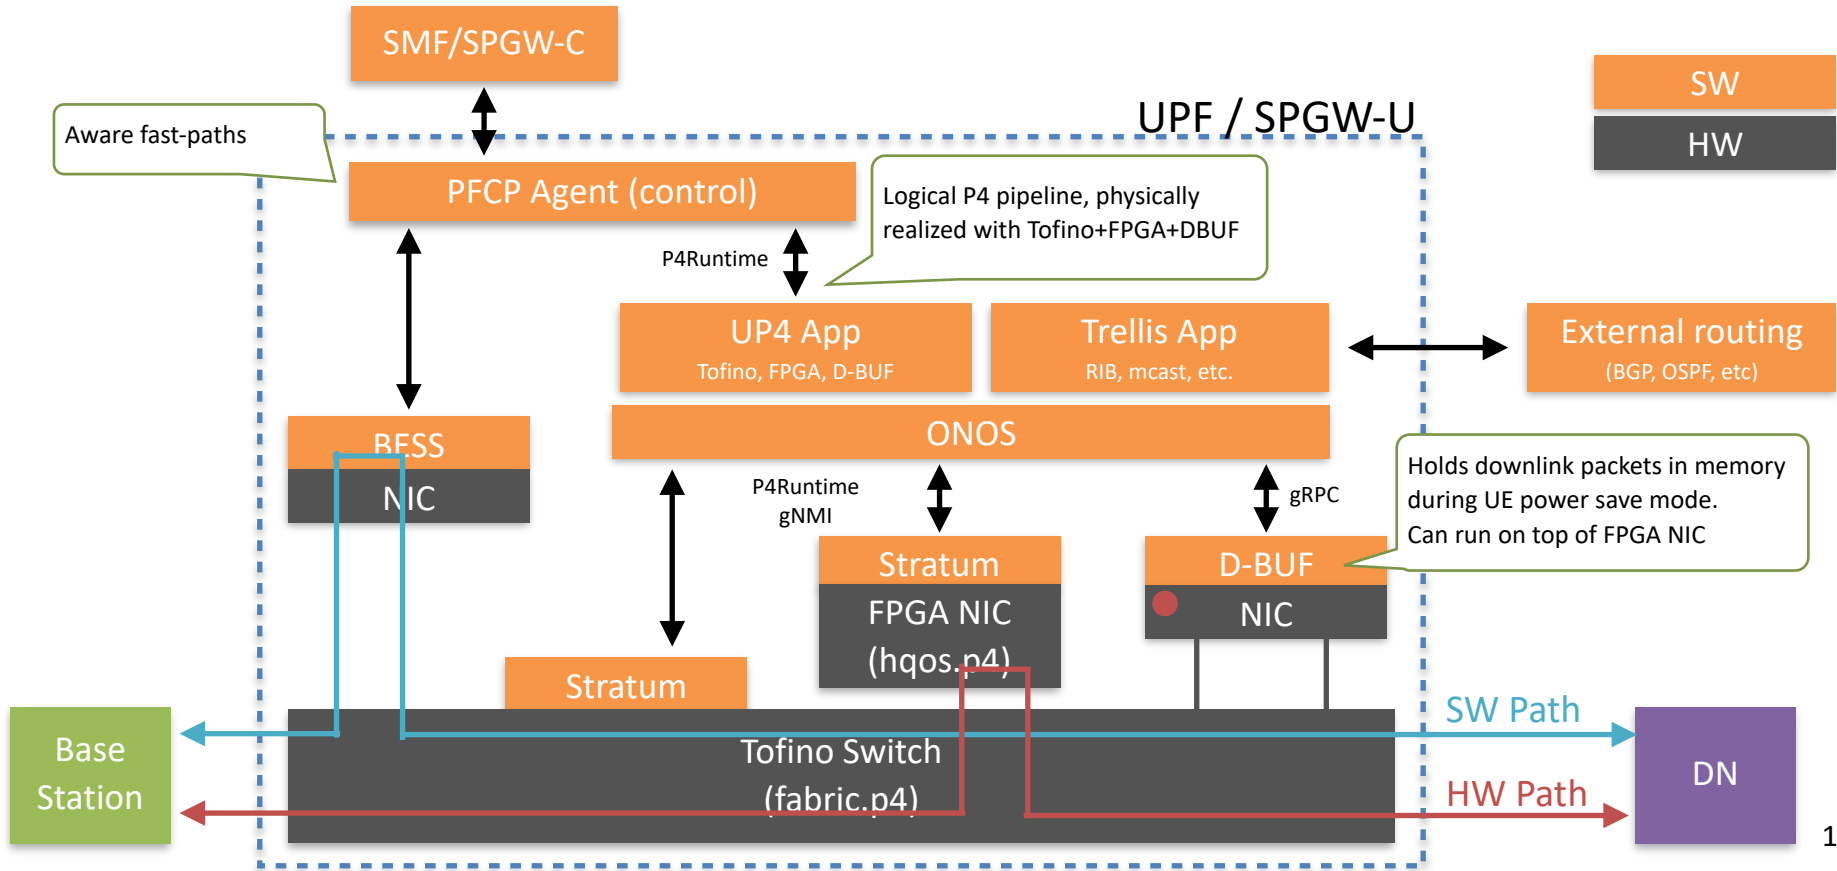 SMF/SPGW-C
SW
HW
UPF / SPGW-U
Aware fast-paths
PFCP Agent (control)
Logical P4 pipeline, physically
realized with Tofino+FPGA+DBUF
P4Runtime
UP4 App
Tofino, FPGA, D-BUF
Trellis App
RIB, mcast, etc.
External routing
(BGP, OSPF, etc)
ONOS
BESS
NIC
P4Runtime
gNMI
gRPC
Holds downlink packets in memory
during UE power save mode.
Can run on top of FPGA NIC
Stratum
FPGA NIC
(hqos.p4)
D-BUF
NIC
Stratum
Base
Station
Tofino Switch
(fabric.p4)
SW Path
HW Path
DN
1